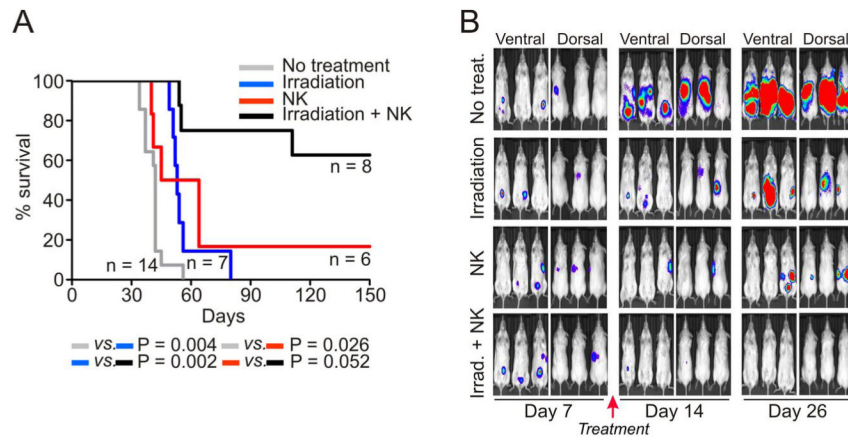 A
No treatment
Irradiation
NK
Irradiation + NK
100
80
60
40
20
0
% survival
n = 8
n = 14
n = 7
n = 6
0 30 60 90 120 150
Days
vs. P = 0.004 vs. P = 0.026
vs. P = 0.002 vs. P = 0.052
B
Ventral Dorsal Ventral Dorsal Ventral Dorsal
No treat.
Irradiation
NK
Irrad. + NK
Day 7 Day 14 Day 26
Treatment